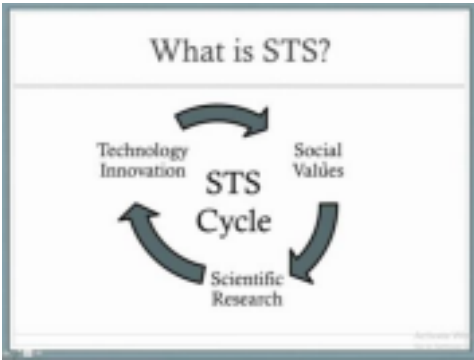 What is STS?
Technology
Innovation
Social
Values
STS
Cycle
Scientific
Research